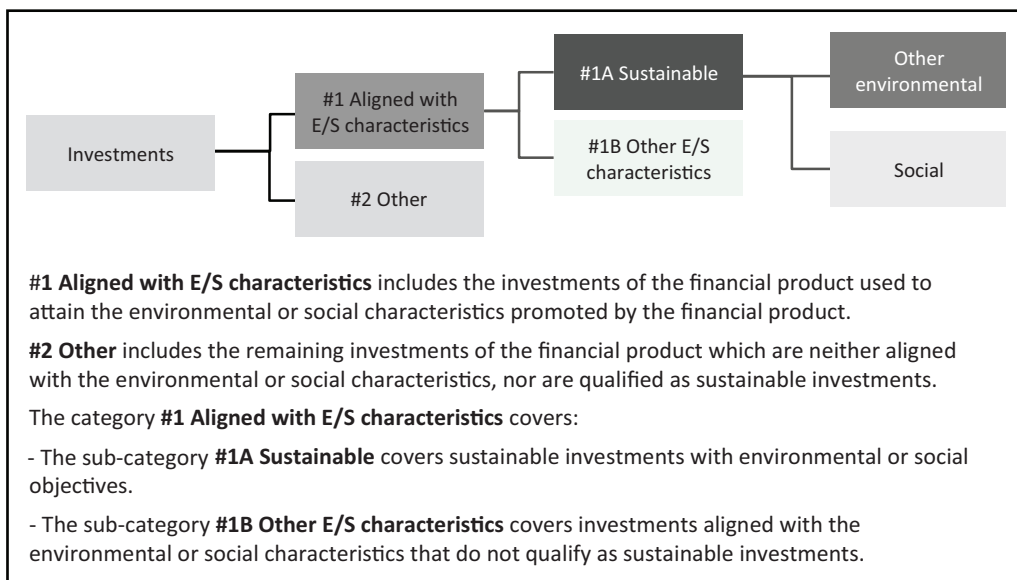 Investments
#1 Aligned with
E/S characteristics
#2 Other
#1A Sustainable
#1B Other E/S
characteristics
Other
environmental
Social
#1 Aligned with E/S characteristics includes the investments of the financial product used to
attain the environmental or social characteristics promoted by the financial product.
#2 Other includes the remaining investments of the financial product which are neither aligned
with the environmental or social characteristics, nor are qualified as sustainable investments.
The category #1 Aligned with E/S characteristics covers:
- The sub-category #1A Sustainable covers sustainable investments with environmental or social
objectives.
- The sub-category #1B Other E/S characteristics covers investments aligned with the
environmental or social characteristics that do not qualify as sustainable investments.